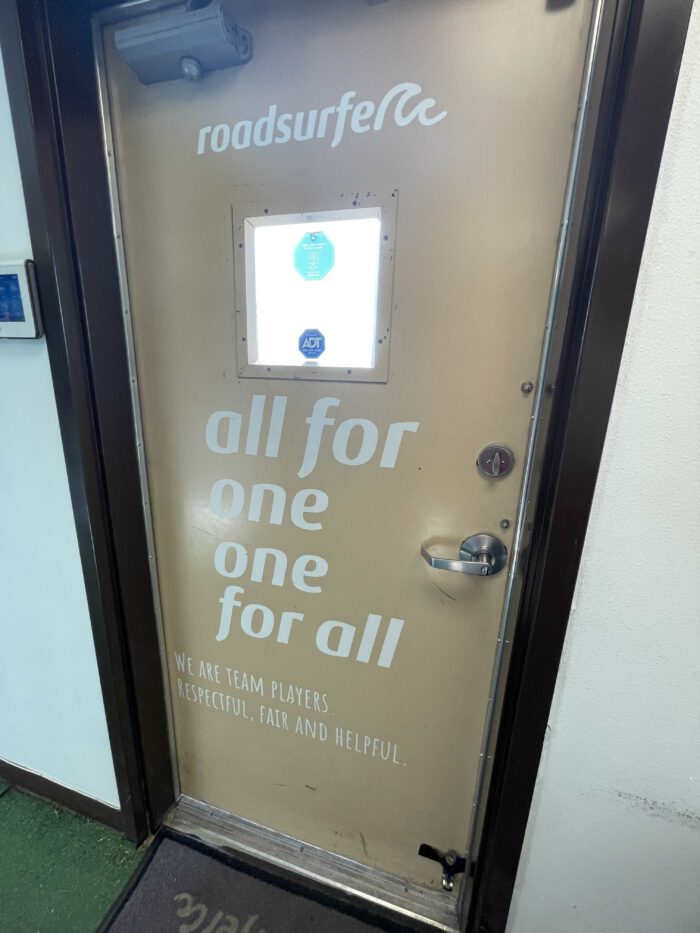 roadsurfer
ADT
all for
one
one
for all
WE ARE TEAM PLAYERS.
RESPECTFUL, FAIR AND HELPFUL.